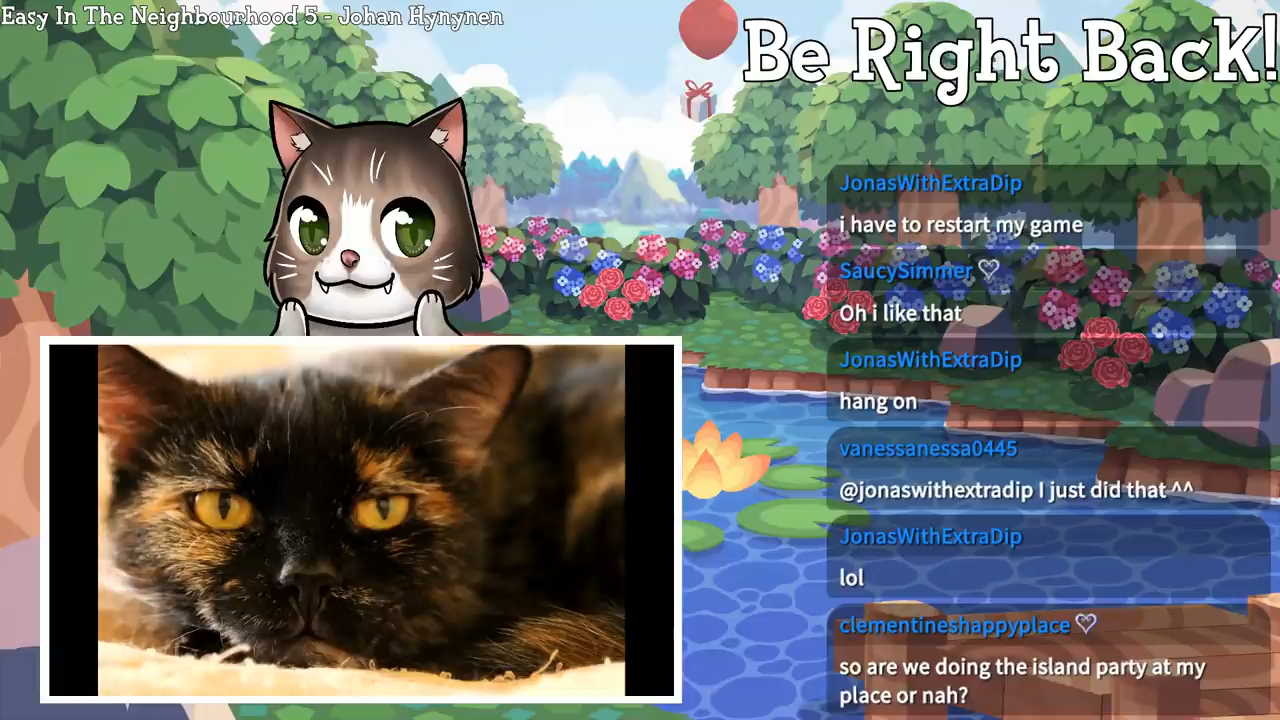 Easy In The Neighbourhood 5 - Johan Hynynen
Be Right Back!
JonasWithExtraDip
i have to restart my game
SaucySimmer
Oh i like that
JonasWithExtraDip
hang on
vanessanessa0445
@jonaswithextradip I just did that ^^
JonasWithExtraDip
lol
clementineshappyplace
so are we doing the island party at my
place or nah?